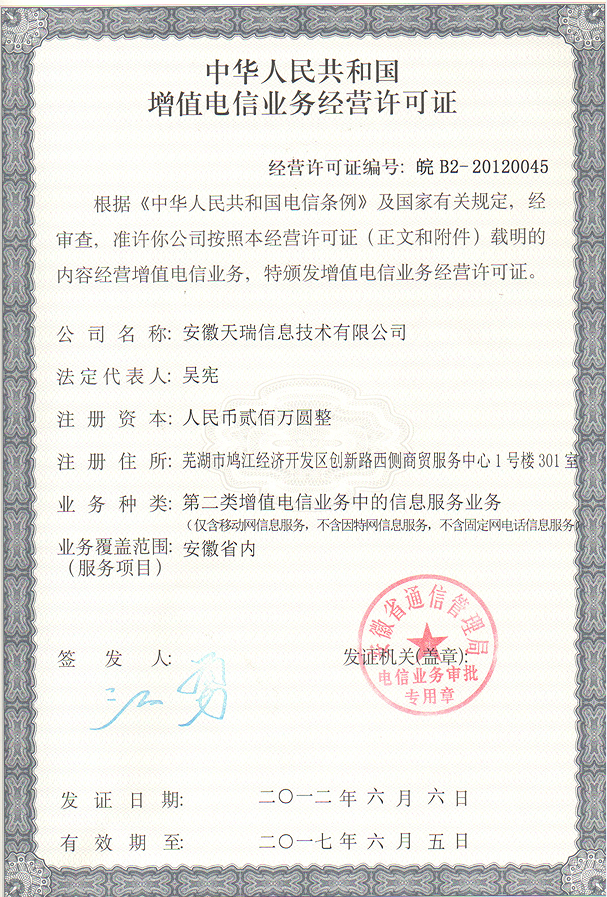 中华人民共和国
增值电信业务经营许可证
经营许可证编号: 皖 B2-20120045
根据《中华人民共和国电信条例》及国家有关规定，经
审查，准许你公司按照本经营许可证（正文和附件）载明的
内容经营增值电信业务，特颁发增值电信业务经营许可证。
公司名称: 安徽天瑞信息技术有限公司
法定代表人: 吴宪
注册资本: 人民币贰佰万圆整
注册住所: 芜湖市鸠江经济开发区创新路西侧商贸服务中心1号楼301室
业务种类: 第二类增值电信业务中的信息服务业务
（仅含移动网信息服务，不含因特网信息服务，不含固定网电话信息服务）
业务覆盖范围: 安徽省内
（服务项目）
安徽省通信管理局
签发人:
发证机关(盖章):
电信业务审批
专用章
发证日期: 二〇一二年六月六日
有效期至: 二〇一七年六月五日